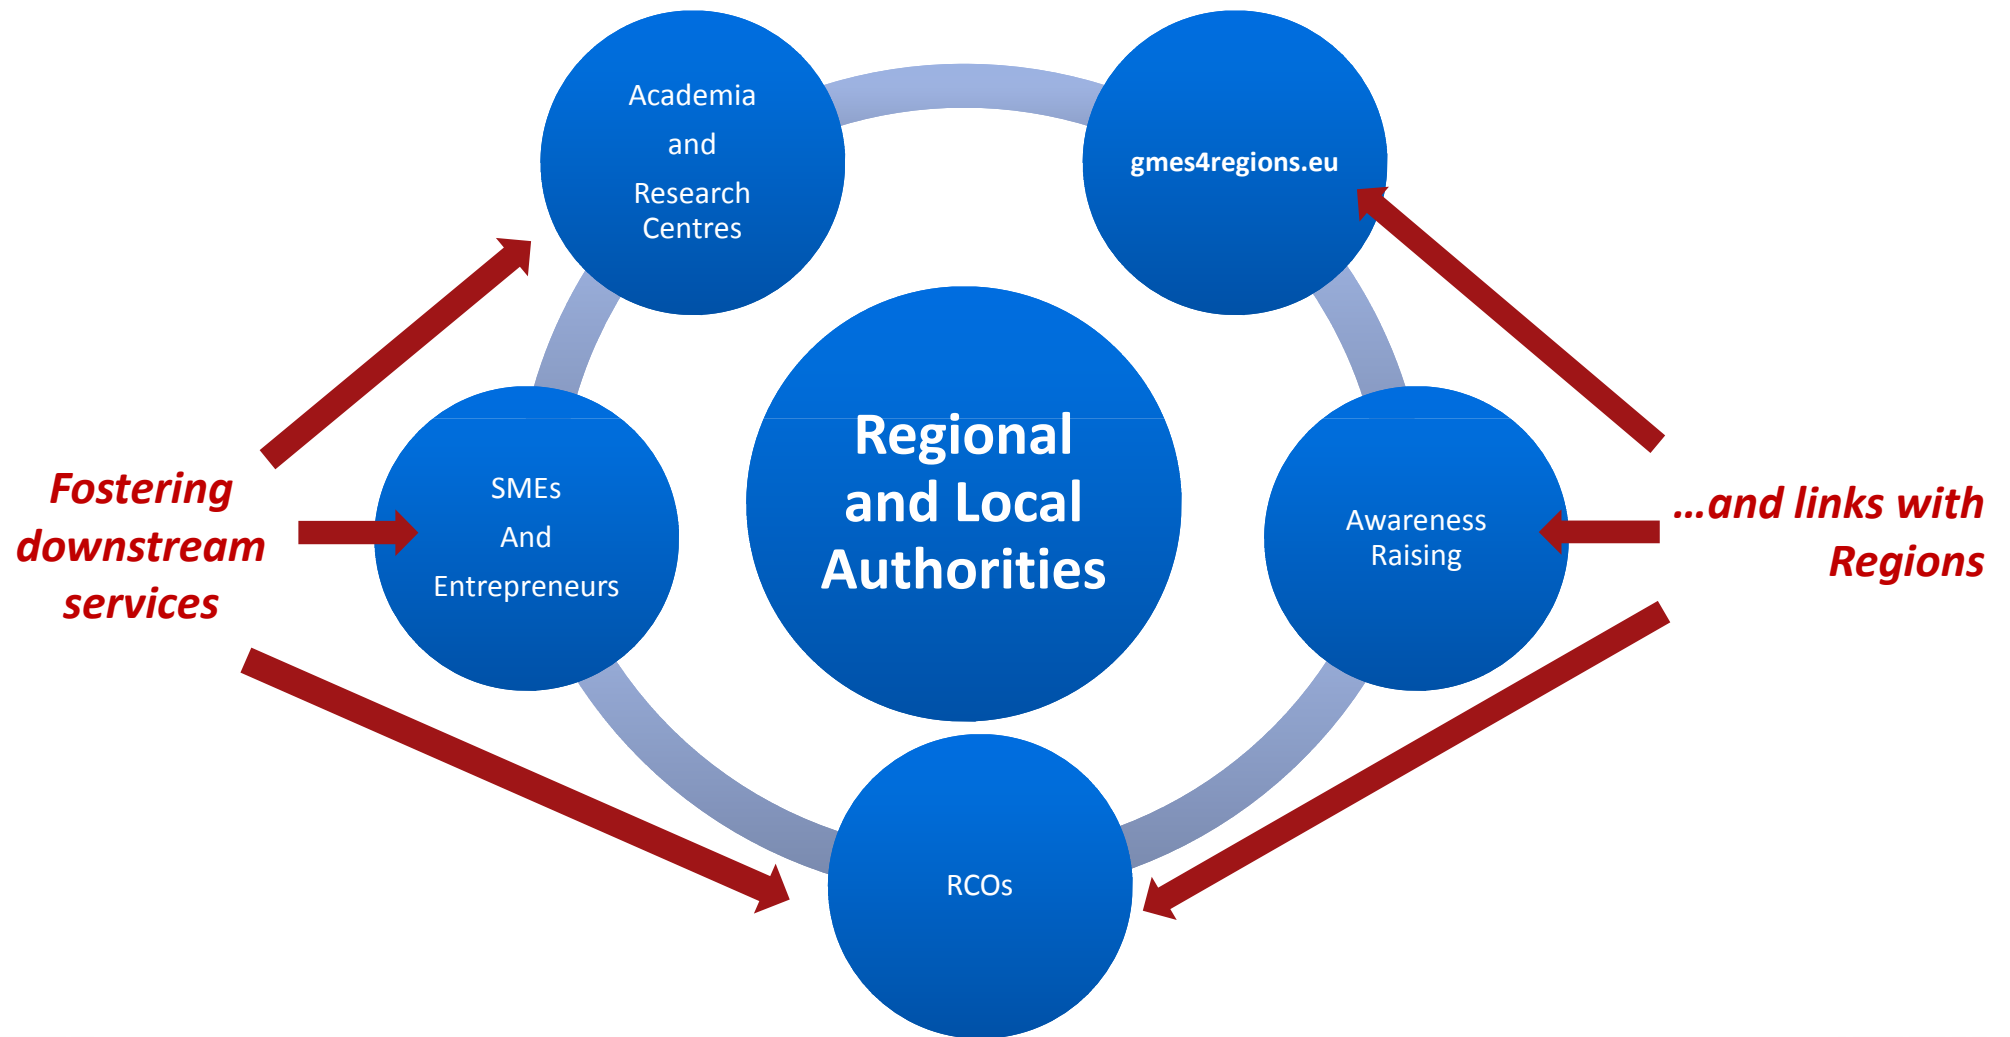 Academia
and
Research
Centres
gmes4regions.eu
Fostering
downstream
services
SMEs
And
Entrepreneurs
Regional
and Local
Authorities
Awareness
Raising
...and links with
Regions
RCOs